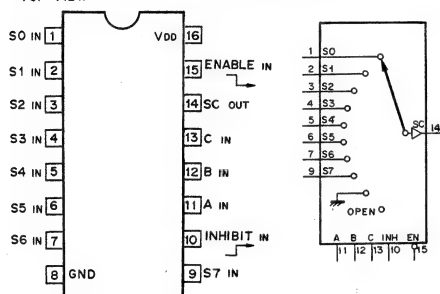 S0 IN 1
S1 IN 2
S2 IN 3
S3 IN 4
S4 IN 5
S5 IN 6
S6 IN 7
8 GND
VDD 16
15 ENABLE IN
14 SC OUT
13 C IN
12 B IN
11 A IN
10 INHIBIT IN
9 S7 IN
1 S0
2 S1
3 S2
4 S3
5 S4
6 S5
7 S6
9 S7
SC 14
OPEN
A B C INH EN
11 12 13 10 15